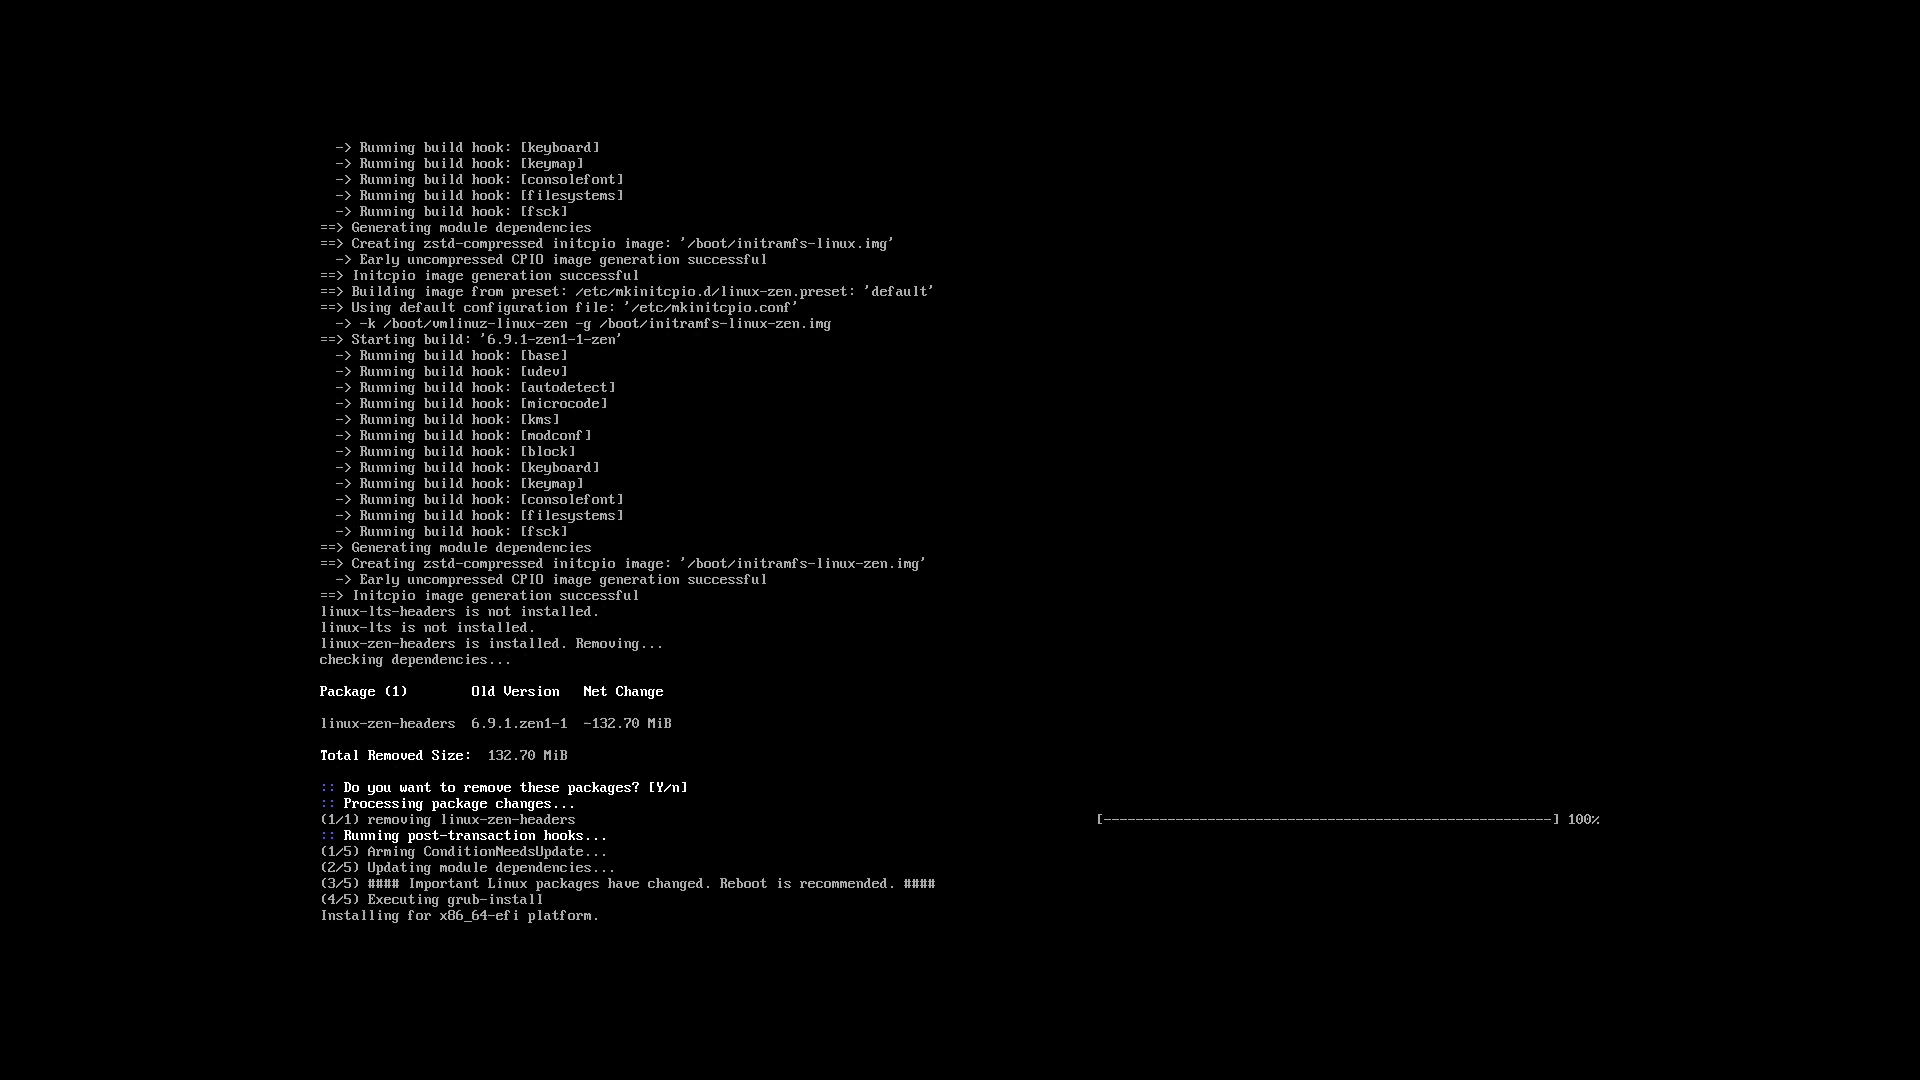 -> Running build hook: [keyboard]
-> Running build hook: [keymap]
-> Running build hook: [consolefont]
-> Running build hook: [filesystems]
-> Running build hook: [fsck]
==> Generating module dependencies
==> Creating zstd-compressed initcpio image: '/boot/initramfs-linux.img'
-> Early uncompressed CPIO image generation successful
==> Initcpio image generation successful
==> Building image from preset: /etc/mkinitcpio.d/linux-zen.preset: 'default'
==> Using default configuration file: '/etc/mkinitcpio.conf'
-> -k /boot/vmlinuz-linux-zen -g /boot/initramfs-linux-zen.img
==> Starting build: '6.9.1-zen1-1-zen'
-> Running build hook: [base]
-> Running build hook: [udev]
-> Running build hook: [autodetect]
-> Running build hook: [microcode]
-> Running build hook: [kms]
-> Running build hook: [modconf]
-> Running build hook: [block]
-> Running build hook: [keyboard]
-> Running build hook: [keymap]
-> Running build hook: [consolefont]
-> Running build hook: [filesystems]
-> Running build hook: [fsck]
==> Generating module dependencies
==> Creating zstd-compressed initcpio image: '/boot/initramfs-linux-zen.img'
-> Early uncompressed CPIO image generation successful
==> Initcpio image generation successful
linux-lts-headers is not installed.
linux-lts is not installed.
linux-zen-headers is installed. Removing...
checking dependencies...
Package (1)        Old Version   Net Change
linux-zen-headers  6.9.1.zen1-1  -132.70 MiB
Total Removed Size:  132.70 MiB
:: Do you want to remove these packages? [Y/n]
:: Processing package changes...
(1/1) removing linux-zen-headers [--------------------------------------------------------] 100%
:: Running post-transaction hooks...
(1/5) Arming ConditionNeedsUpdate...
(2/5) Updating module dependencies...
(3/5) #### Important Linux packages have changed. Reboot is recommended. ####
(4/5) Executing grub-install
Installing for x86_64-efi platform.